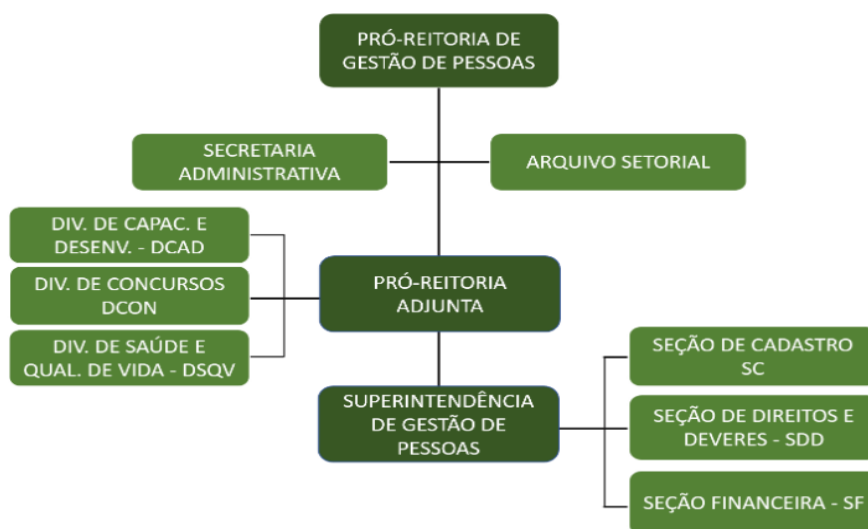 PRÓ-REITORIA DE
GESTÃO DE PESSOAS
SECRETARIA
ADMINISTRATIVA
ARQUIVO SETORIAL
DIV. DE CAPAC. E
DESENV. - DCAD
DIV. DE CONCURSOS
DCON
DIV. DE SAÚDE E
QUAL. DE VIDA - DSQV
PRÓ-REITORIA
ADJUNTA
SUPERINTENDÊNCIA
DE GESTÃO DE
PESSOAS
SEÇÃO DE CADASTRO
SC
SEÇÃO DE DIREITOS E
DEVERES - SDD
SEÇÃO FINANCEIRA - SF